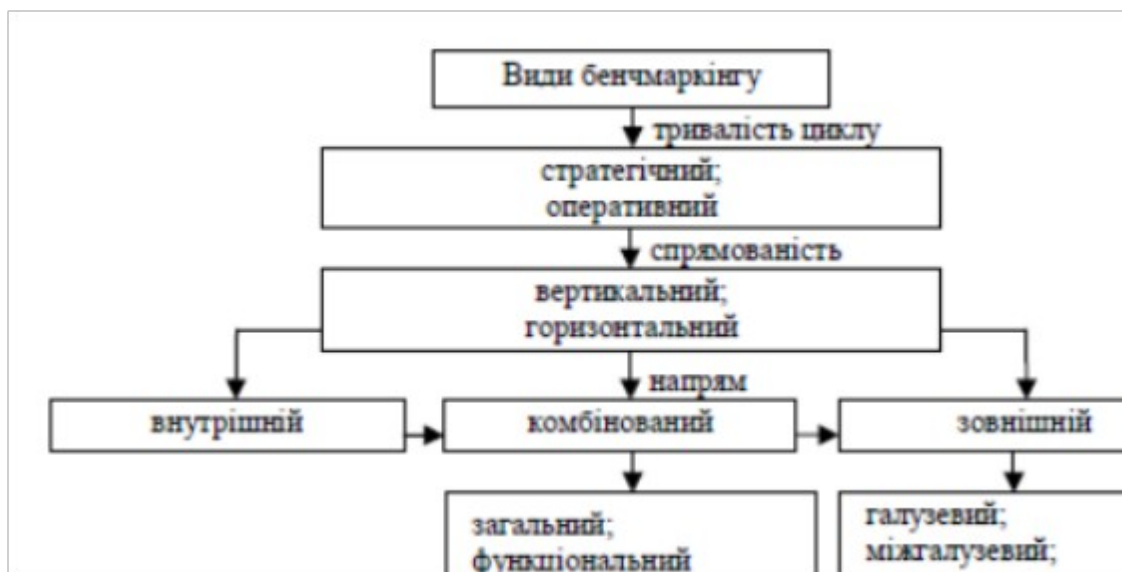 Види бенчмаркінгу
тривалість циклу
стратегічний;
оперативний
спрямованість
вертикальний;
горизонтальний
напрям
внутрішній
комбінований
зовнішній
загальний;
функціональний
галузевий;
міжгалузевий;